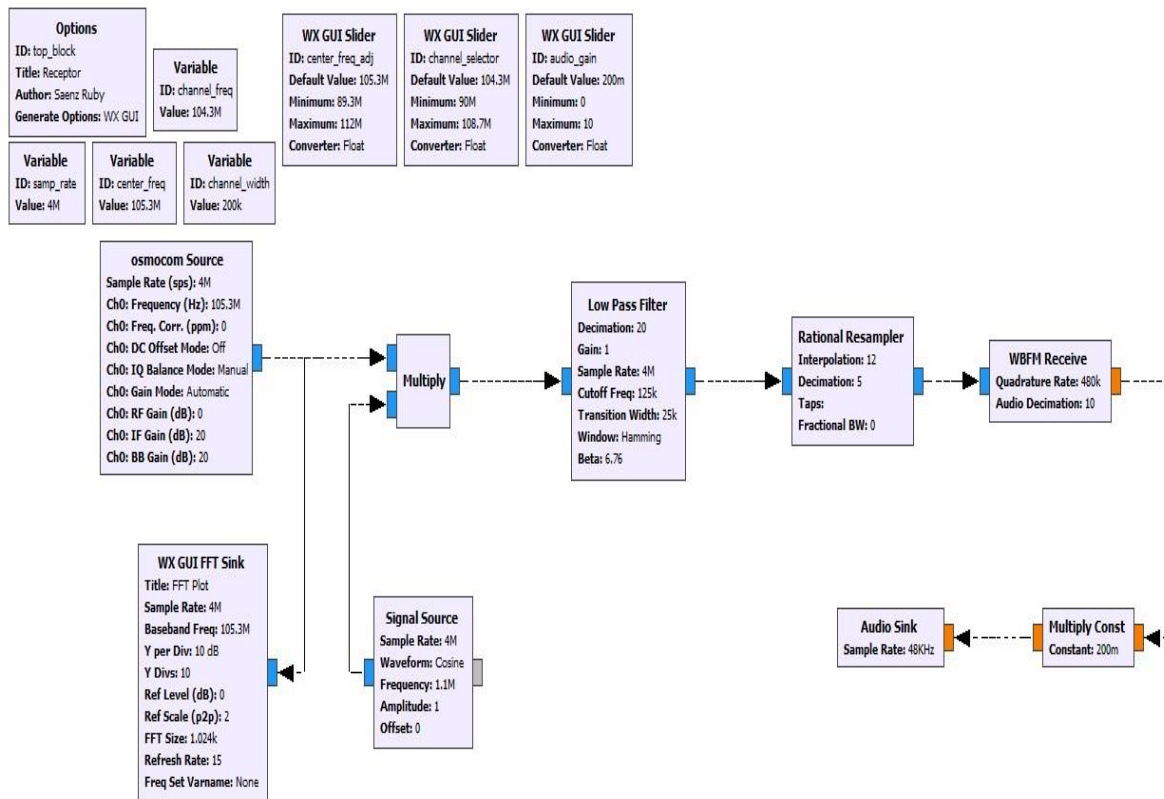 Options
ID: top_block
Title: Receptor
Author: Saenz Ruby
Generate Options: WX GUI
Variable
ID: channel_freq
Value: 104.3M
WX GUI Slider
ID: center_freq_adj
Default Value: 105.3M
Minimum: 89.3M
Maximum: 112M
Converter: Float
WX GUI Slider
ID: channel_selector
Default Value: 104.3M
Minimum: 90M
Maximum: 108.7M
Converter: Float
WX GUI Slider
ID: audio_gain
Default Value: 200m
Minimum: 0
Maximum: 10
Converter: Float
Variable
ID: samp_rate
Value: 4M
Variable
ID: center_freq
Value: 105.3M
Variable
ID: channel_width
Value: 200k
osmocom Source
Sample Rate (sps): 4M
Ch0: Frequency (Hz): 105.3M
Ch0: Freq. Corr. (ppm): 0
Ch0: DC Offset Mode: Off
Ch0: IQ Balance Mode: Manual
Ch0: Gain Mode: Automatic
Ch0: RF Gain (dB): 0
Ch0: IF Gain (dB): 20
Ch0: BB Gain (dB): 20
Multiply
Low Pass Filter
Decimation: 20
Gain: 1
Sample Rate: 4M
Cutoff Freq: 125k
Transition Width: 25k
Window: Hamming
Beta: 6.76
Rational Resampler
Interpolation: 12
Decimation: 5
Taps:
Fractional BW: 0
WBFM Receive
Quadrature Rate: 480k
Audio Decimation: 10
WX GUI FFT Sink
Title: FFT Plot
Sample Rate: 4M
Baseband Freq: 105.3M
Y per Div: 10 dB
Y Divs: 10
Ref Level (dB): 0
Ref Scale (p2p): 2
FFT Size: 1.024k
Refresh Rate: 15
Freq Set Varname: None
Signal Source
Sample Rate: 4M
Waveform: Cosine
Frequency: 1.1M
Amplitude: 1
Offset: 0
Audio Sink
Sample Rate: 48KHz
Multiply Const
Constant: 200m